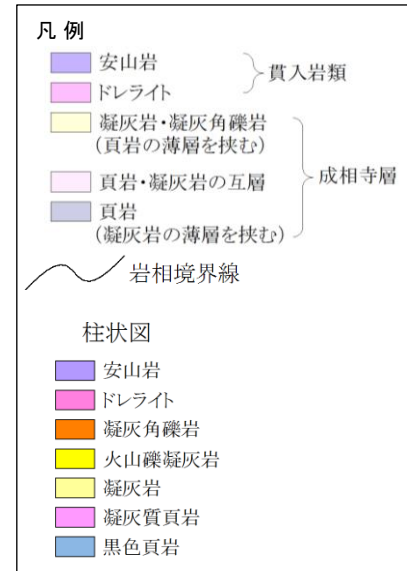 凡例
安山岩
ドレライト
貫入岩類
凝灰岩・凝灰角礫岩
(頁岩の薄層を挟む)
頁岩・凝灰岩の互層
頁岩
(凝灰岩の薄層を挟む)
成相寺層
岩相境界線
柱状図
安山岩
ドレライト
凝灰角礫岩
火山礫凝灰岩
凝灰岩
凝灰質頁岩
黒色頁岩